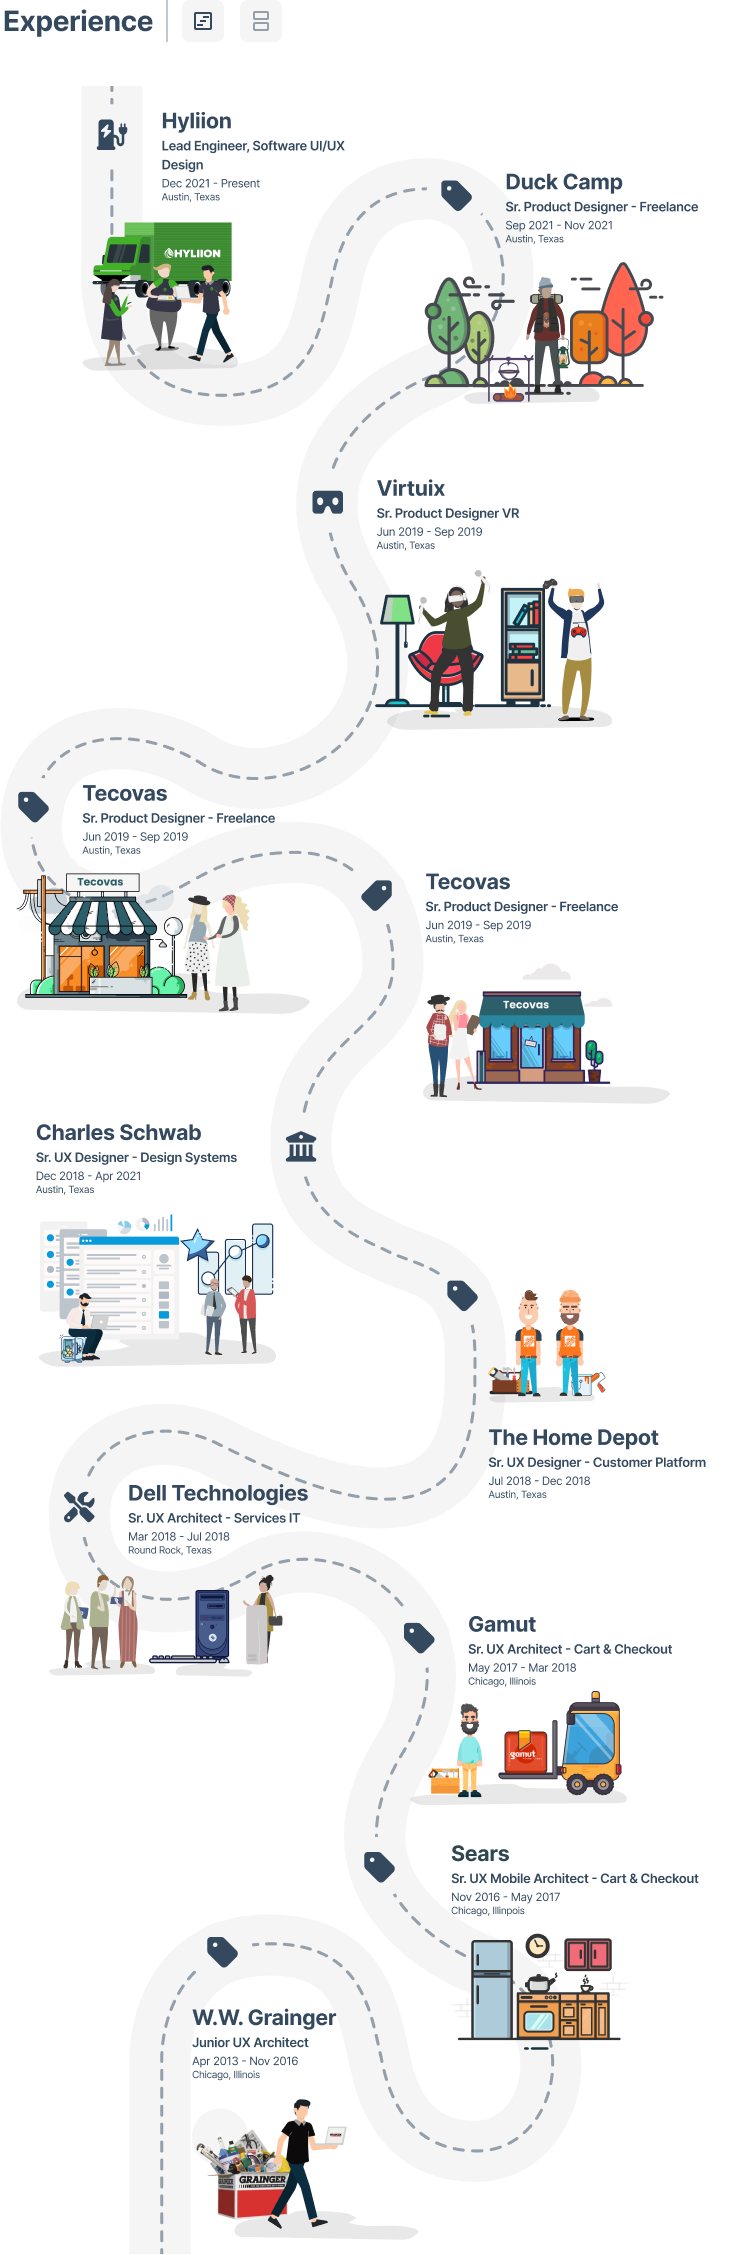 Experience
Hyliion
Lead Engineer, Software UI/UX
Design
Dec 2021 - Present
Austin, Texas
HYLIION
Duck Camp
Sr. Product Designer - Freelance
Sep 2021 - Nov 2021
Austin, Texas
Virtuix
Sr. Product Designer VR
Jun 2019 - Sep 2019
Austin, Texas
Tecovas
Sr. Product Designer - Freelance
Jun 2019 - Sep 2019
Austin, Texas
Tecovas
Tecovas
Sr. Product Designer - Freelance
Jun 2019 - Sep 2019
Austin, Texas
Tecovas
Charles Schwab
Sr. UX Designer - Design Systems
Dec 2018 - Apr 2021
Austin, Texas
The Home Depot
Sr. UX Designer - Customer Platform
Jul 2018 - Dec 2018
Austin, Texas
Dell Technologies
Sr. UX Architect - Services IT
Mar 2018 - Jul 2018
Round Rock, Texas
Gamut
Sr. UX Architect - Cart & Checkout
May 2017 - Mar 2018
Chicago, Illinois
gamut
Sears
Sr. UX Mobile Architect - Cart & Checkout
Nov 2016 - May 2017
Chicago, Illinpois
W.W. Grainger
Junior UX Architect
Apr 2013 - Nov 2016
Chicago, Illinois
GRAINGER
GRAINGER